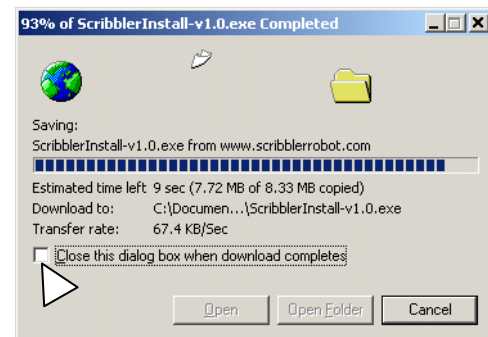 93% of ScribblerInstall-v1.0.exe Completed
Saving:
ScribblerInstall-v1.0.exe from www.scribblerrobot.com
Estimated time left 9 sec (7.72 MB of 8.33 MB copied)
Download to: C:\Documen...\ScribblerInstall-v1.0.exe
Transfer rate: 67.4 KB/Sec
Close this dialog box when download completes
Open Open Folder Cancel